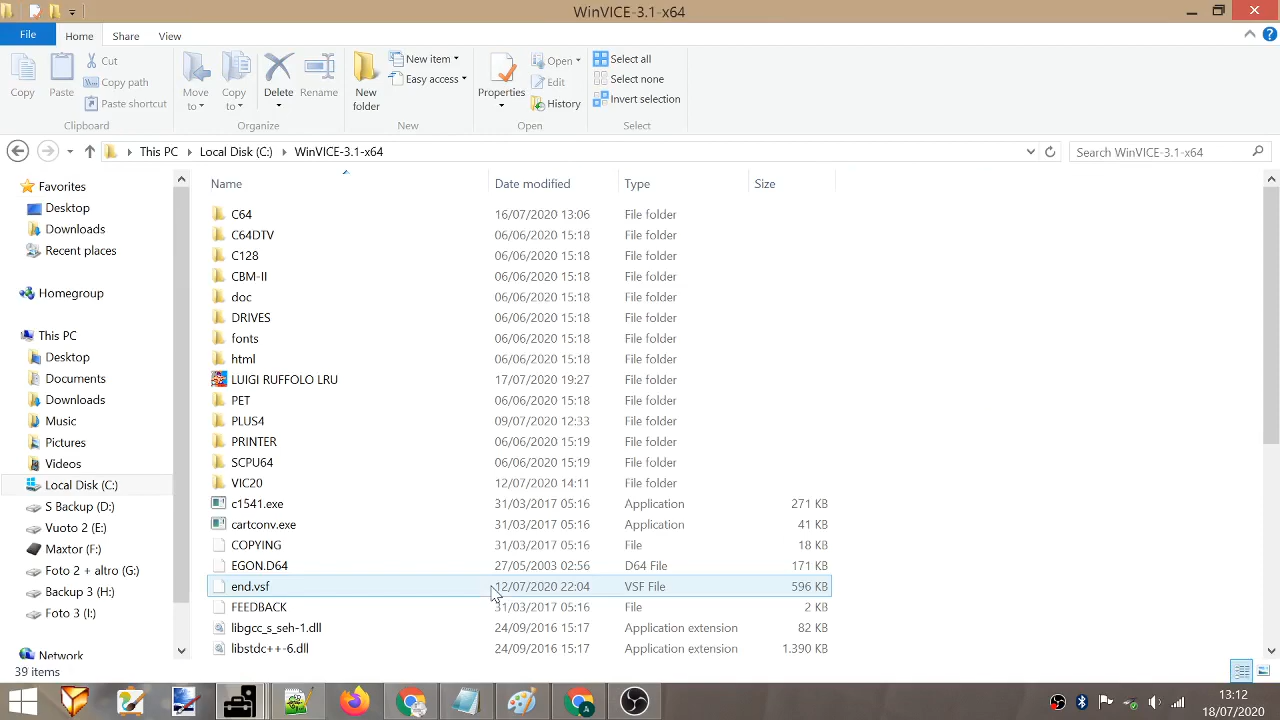 WinVICE-3.1-x64
File Home Share View
Copy Paste Cut Copy path Paste shortcut Move to Copy to Delete Rename New folder New item Easy access Properties Open Edit History Select all Select none Invert selection
Clipboard Organize New Open Select
This PC Local Disk (C:) WinVICE-3.1-x64 Search WinVICE-3.1-x64
Favorites
Desktop
Downloads
Recent places
Homegroup
This PC
Desktop
Documents
Downloads
Music
Pictures
Videos
Local Disk (C:)
S Backup (D:)
Vuoto 2 (E:)
Maxtor (F:)
Foto 2 + altro (G:)
Backup 3 (H:)
Foto 3 (I:)
Network
Name Date modified Type Size
C64 16/07/2020 13:06 File folder
C64DTV 06/06/2020 15:18 File folder
C128 06/06/2020 15:18 File folder
CBM-II 06/06/2020 15:18 File folder
doc 06/06/2020 15:18 File folder
DRIVES 06/06/2020 15:18 File folder
fonts 06/06/2020 15:18 File folder
html 06/06/2020 15:18 File folder
LUIGI RUFFOLO LRU 17/07/2020 19:27 File folder
PET 06/06/2020 15:18 File folder
PLUS4 09/07/2020 12:33 File folder
PRINTER 06/06/2020 15:19 File folder
SCPU64 06/06/2020 15:19 File folder
VIC20 12/07/2020 14:11 File folder
c1541.exe 31/03/2017 05:16 Application 271 KB
cartconv.exe 31/03/2017 05:16 Application 41 KB
COPYING 31/03/2017 05:16 File 18 KB
EGON.D64 27/05/2003 02:56 D64 File 171 KB
end.vsf 12/07/2020 22:04 VSF File 596 KB
FEEDBACK 31/03/2017 05:16 File 2 KB
libgcc_s_seh-1.dll 24/09/2016 15:17 Application extension 82 KB
libstdc++-6.dll 24/09/2016 15:17 Application extension 1.390 KB
39 items
13:12
18/07/2020